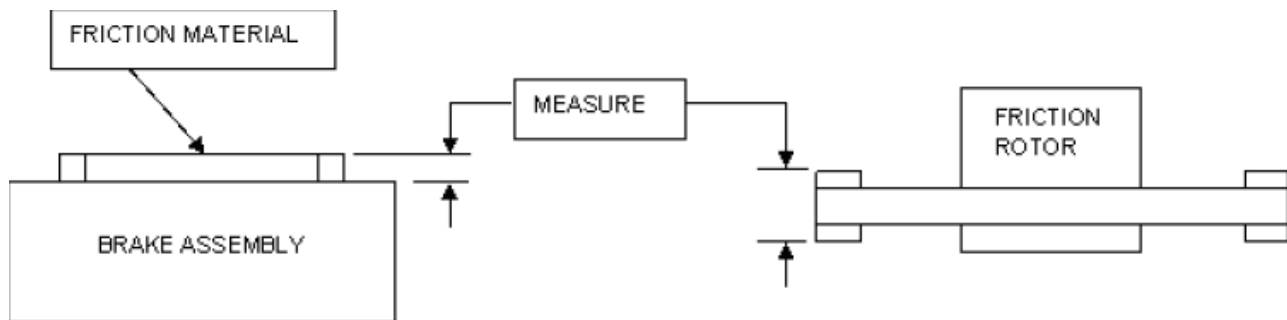 FRICTION MATERIAL
MEASURE
FRICTION
ROTOR
BRAKE ASSEMBLY